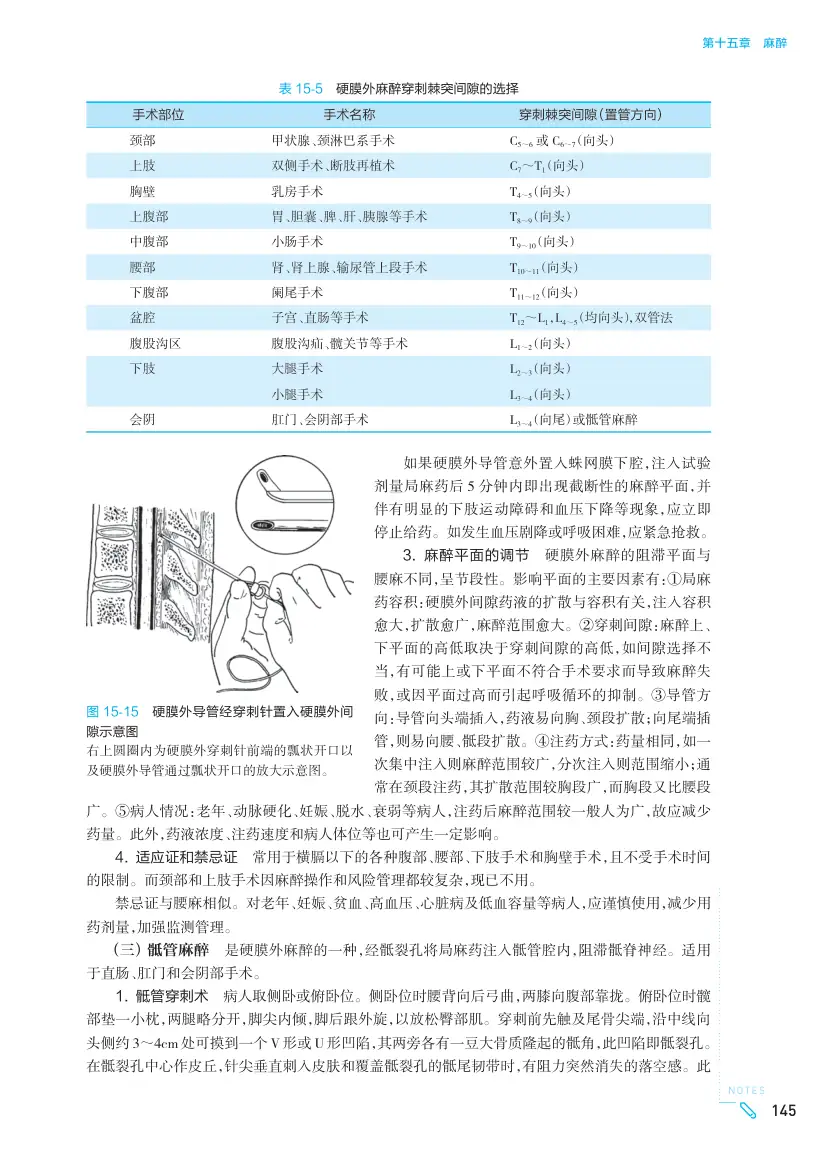 第十五章 麻醉
表 15-5 硬膜外麻醉穿刺棘突间隙的选择
手术部位 手术名称 穿刺棘突间隙(置管方向)
颈部 甲状腺、颈淋巴系手术 C5~6 或 C6~7(向头)
上肢 双侧手术、断肢再植术 C7~T1(向头)
胸壁 乳房手术 T4~5(向头)
上腹部 胃、胆囊、脾、肝、胰腺等手术 T8~9(向头)
中腹部 小肠手术 T9~10(向头)
腰部 肾、肾上腺、输尿管上段手术 T10~11(向头)
下腹部 阑尾手术 T11~12(向头)
盆腔 子宫、直肠等手术 T12~L1,L4~5(均向头),双管法
腹股沟区 腹股沟疝、髋关节等手术 L1~2(向头)
下肢 大腿手术 L2~3(向头)
小腿手术 L3~4(向头)
会阴 肛门、会阴部手术 L3~4(向尾)或骶管麻醉
如果硬膜外导管意外置入蛛网膜下腔,注入试验
剂量局麻药后 5 分钟内即出现截断性的麻醉平面,并
伴有明显的下肢运动障碍和血压下降等现象,应立即
停止给药。如发生血压剧降或呼吸困难,应紧急抢救。
3. 麻醉平面的调节 硬膜外麻醉的阻滞平面与
腰麻不同,呈节段性。影响平面的主要因素有:①局麻
药容积:硬膜外间隙药液的扩散与容积有关,注入容积
愈大,扩散愈广,麻醉范围愈大。②穿刺间隙:麻醉上、
下平面的高低取决于穿刺间隙的高低,如间隙选择不
当,有可能上或下平面不符合手术要求而导致麻醉失
败,或因平面过高而引起呼吸循环的抑制。③导管方
向:导管向头端插入,药液易向胸、颈段扩散;向尾端插
管,则易向腰、骶段扩散。④注药方式:药量相同,如一
次集中注入则麻醉范围较广,分次注入则范围缩小;通
常在颈段注药,其扩散范围较胸段广,而胸段又比腰段
图 15-15 硬膜外导管经穿刺针置入硬膜外间
隙示意图
右上圆圈内为硬膜外穿刺针前端的瓢状开口以
及硬膜外导管通过瓢状开口的放大示意图。
广。⑤病人情况:老年、动脉硬化、妊娠、脱水、衰弱等病人,注药后麻醉范围较一般人为广,故应减少
药量。此外,药液浓度、注药速度和病人体位等也可产生一定影响。
4. 适应证和禁忌证 常用于横膈以下的各种腹部、腰部、下肢手术和胸壁手术,且不受手术时间
的限制。而颈部和上肢手术因麻醉操作和风险管理都较复杂,现已不用。
禁忌证与腰麻相似。对老年、妊娠、贫血、高血压、心脏病及低血容量等病人,应谨慎使用,减少用
药剂量,加强监测管理。
(三) 骶管麻醉 是硬膜外麻醉的一种,经骶裂孔将局麻药注入骶管腔内,阻滞骶脊神经。适用
于直肠、肛门和会阴部手术。
1. 骶管穿刺术 病人取侧卧或俯卧位。侧卧位时腰背向后弓曲,两膝向腹部靠拢。俯卧位时髋
部垫一小枕,两腿略分开,脚尖内倾,脚后跟外旋,以放松臀部肌。穿刺前先触及尾骨尖端,沿中线向
头侧约 3~4cm 处可摸到一个 V 形或 U 形凹陷,其两旁各有一豆大骨质隆起的骶角,此凹陷即骶裂孔。
在骶裂孔中心作皮丘,针尖垂直刺入皮肤和覆盖骶裂孔的骶尾韧带时,有阻力突然消失的落空感。此
NOTES
145